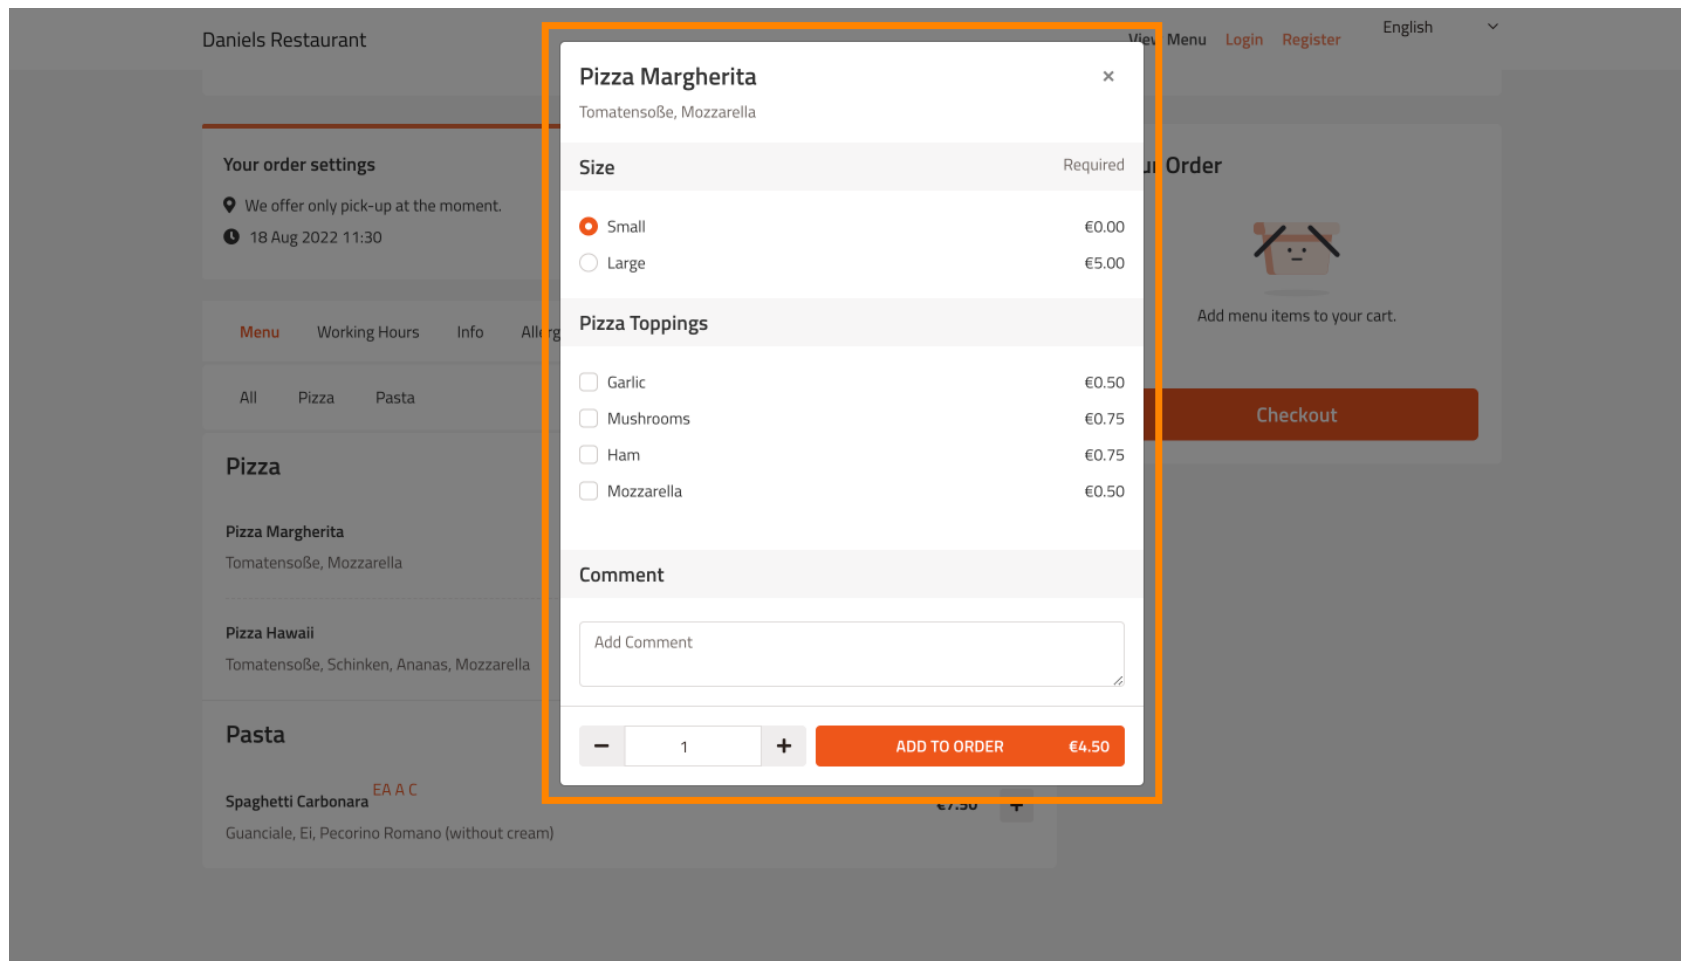 Daniels Restaurant
View Menu Login Register English
Your order settings
We offer only pick-up at the moment.
18 Aug 2022 11:30
Menu Working Hours Info
All Pizza Pasta
Pizza
Pizza Margherita
Tomatensoße, Mozzarella
Pizza Hawaii
Tomatensoße, Schinken, Ananas, Mozzarella
Pasta
Spaghetti Carbonara EA A C
€7.50 +
Guanciale, Ei, Pecorino Romano (without cream)
Pizza Margherita ×
Tomatensoße, Mozzarella
Size Required
Small €0.00
Large €5.00
Pizza Toppings
Garlic €0.50
Mushrooms €0.75
Ham €0.75
Mozzarella €0.50
Comment
Add Comment
− 1 + ADD TO ORDER €4.50
Order
Add menu items to your cart.
Checkout